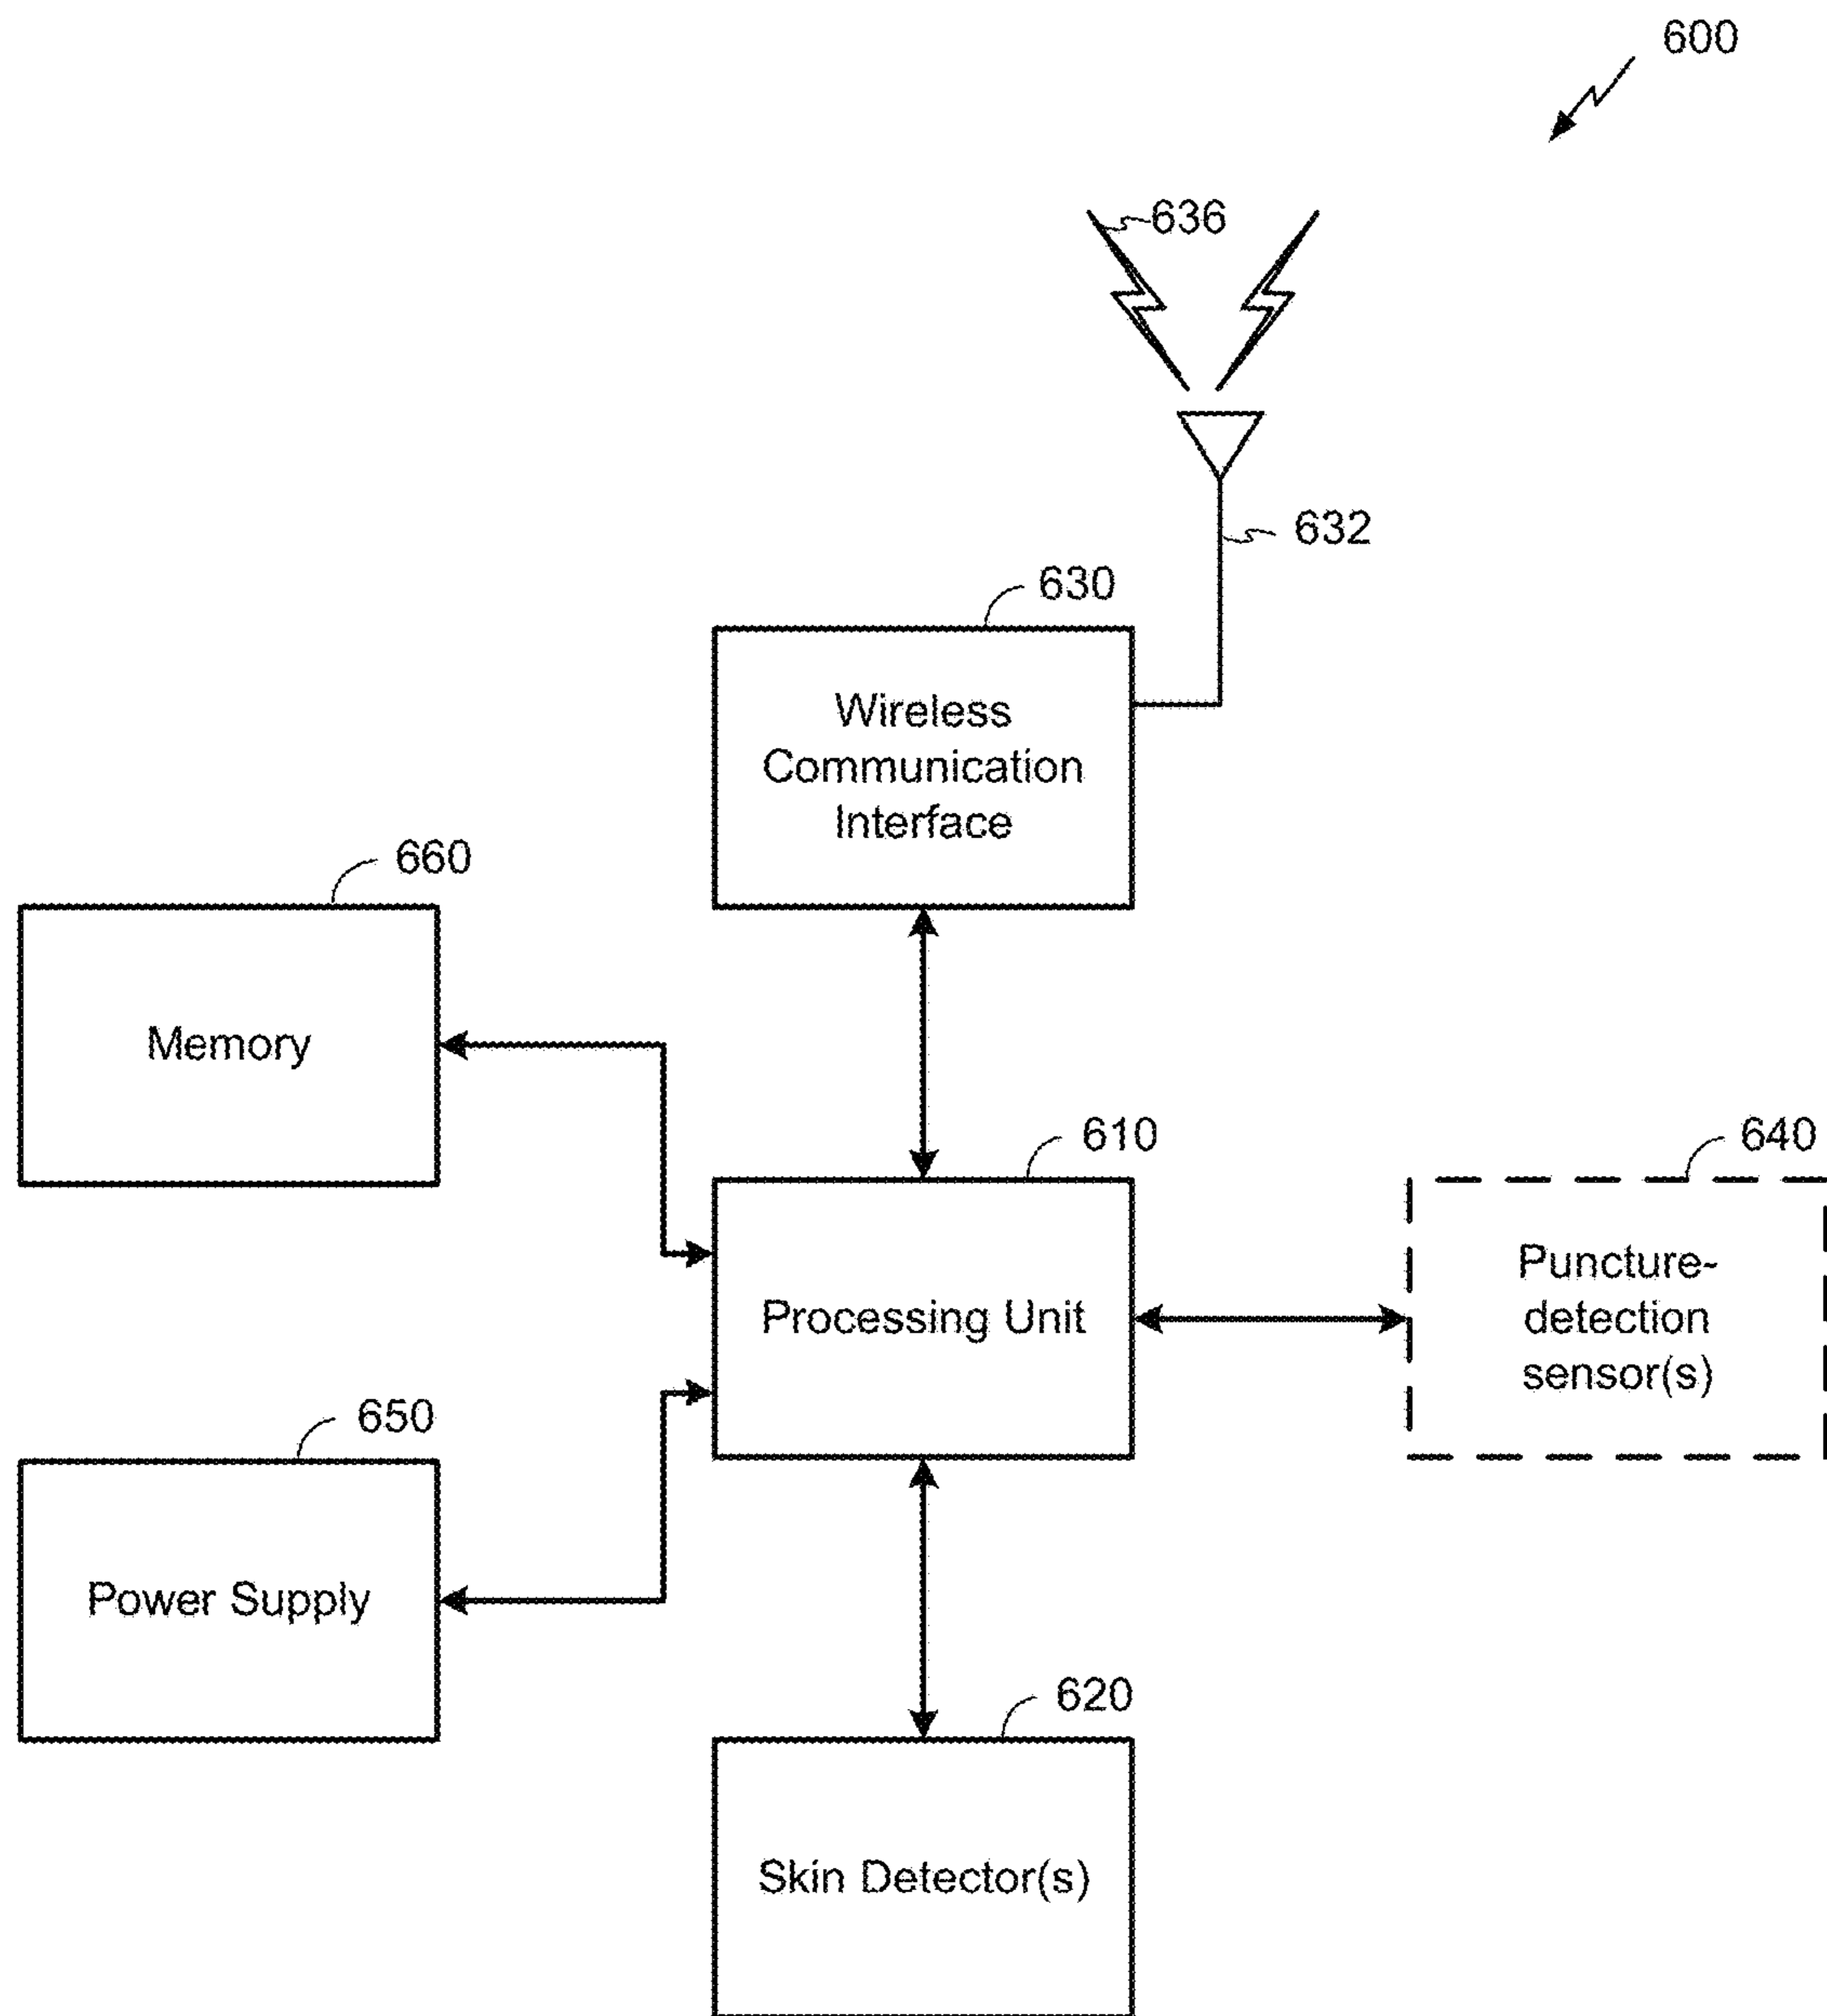 600
636
632
630
Wireless
Communication
Interface
660
Memory
610
Processing Unit
640
Puncture-
detection
sensor(s)
650
Power Supply
620
Skin Detector(s)